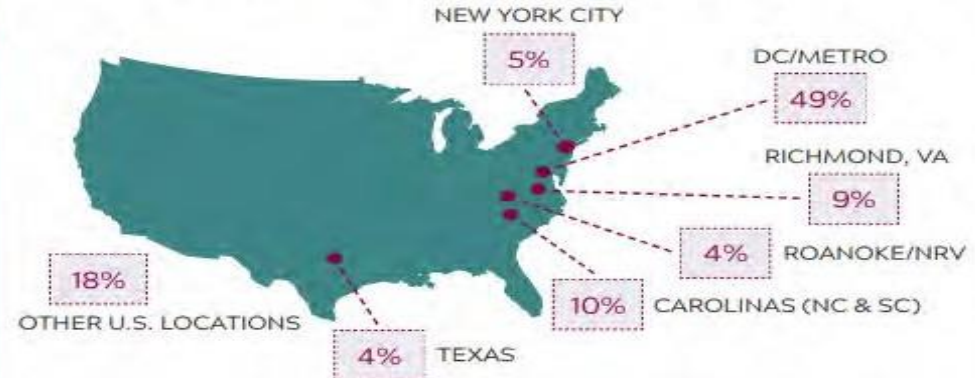 NEW YORK CITY
5%
DC/METRO
49%
RICHMOND, VA
9%
4% ROANOKE/NRV
18%
OTHER U.S. LOCATIONS
10% CAROLINAS (NC & SC)
4% TEXAS